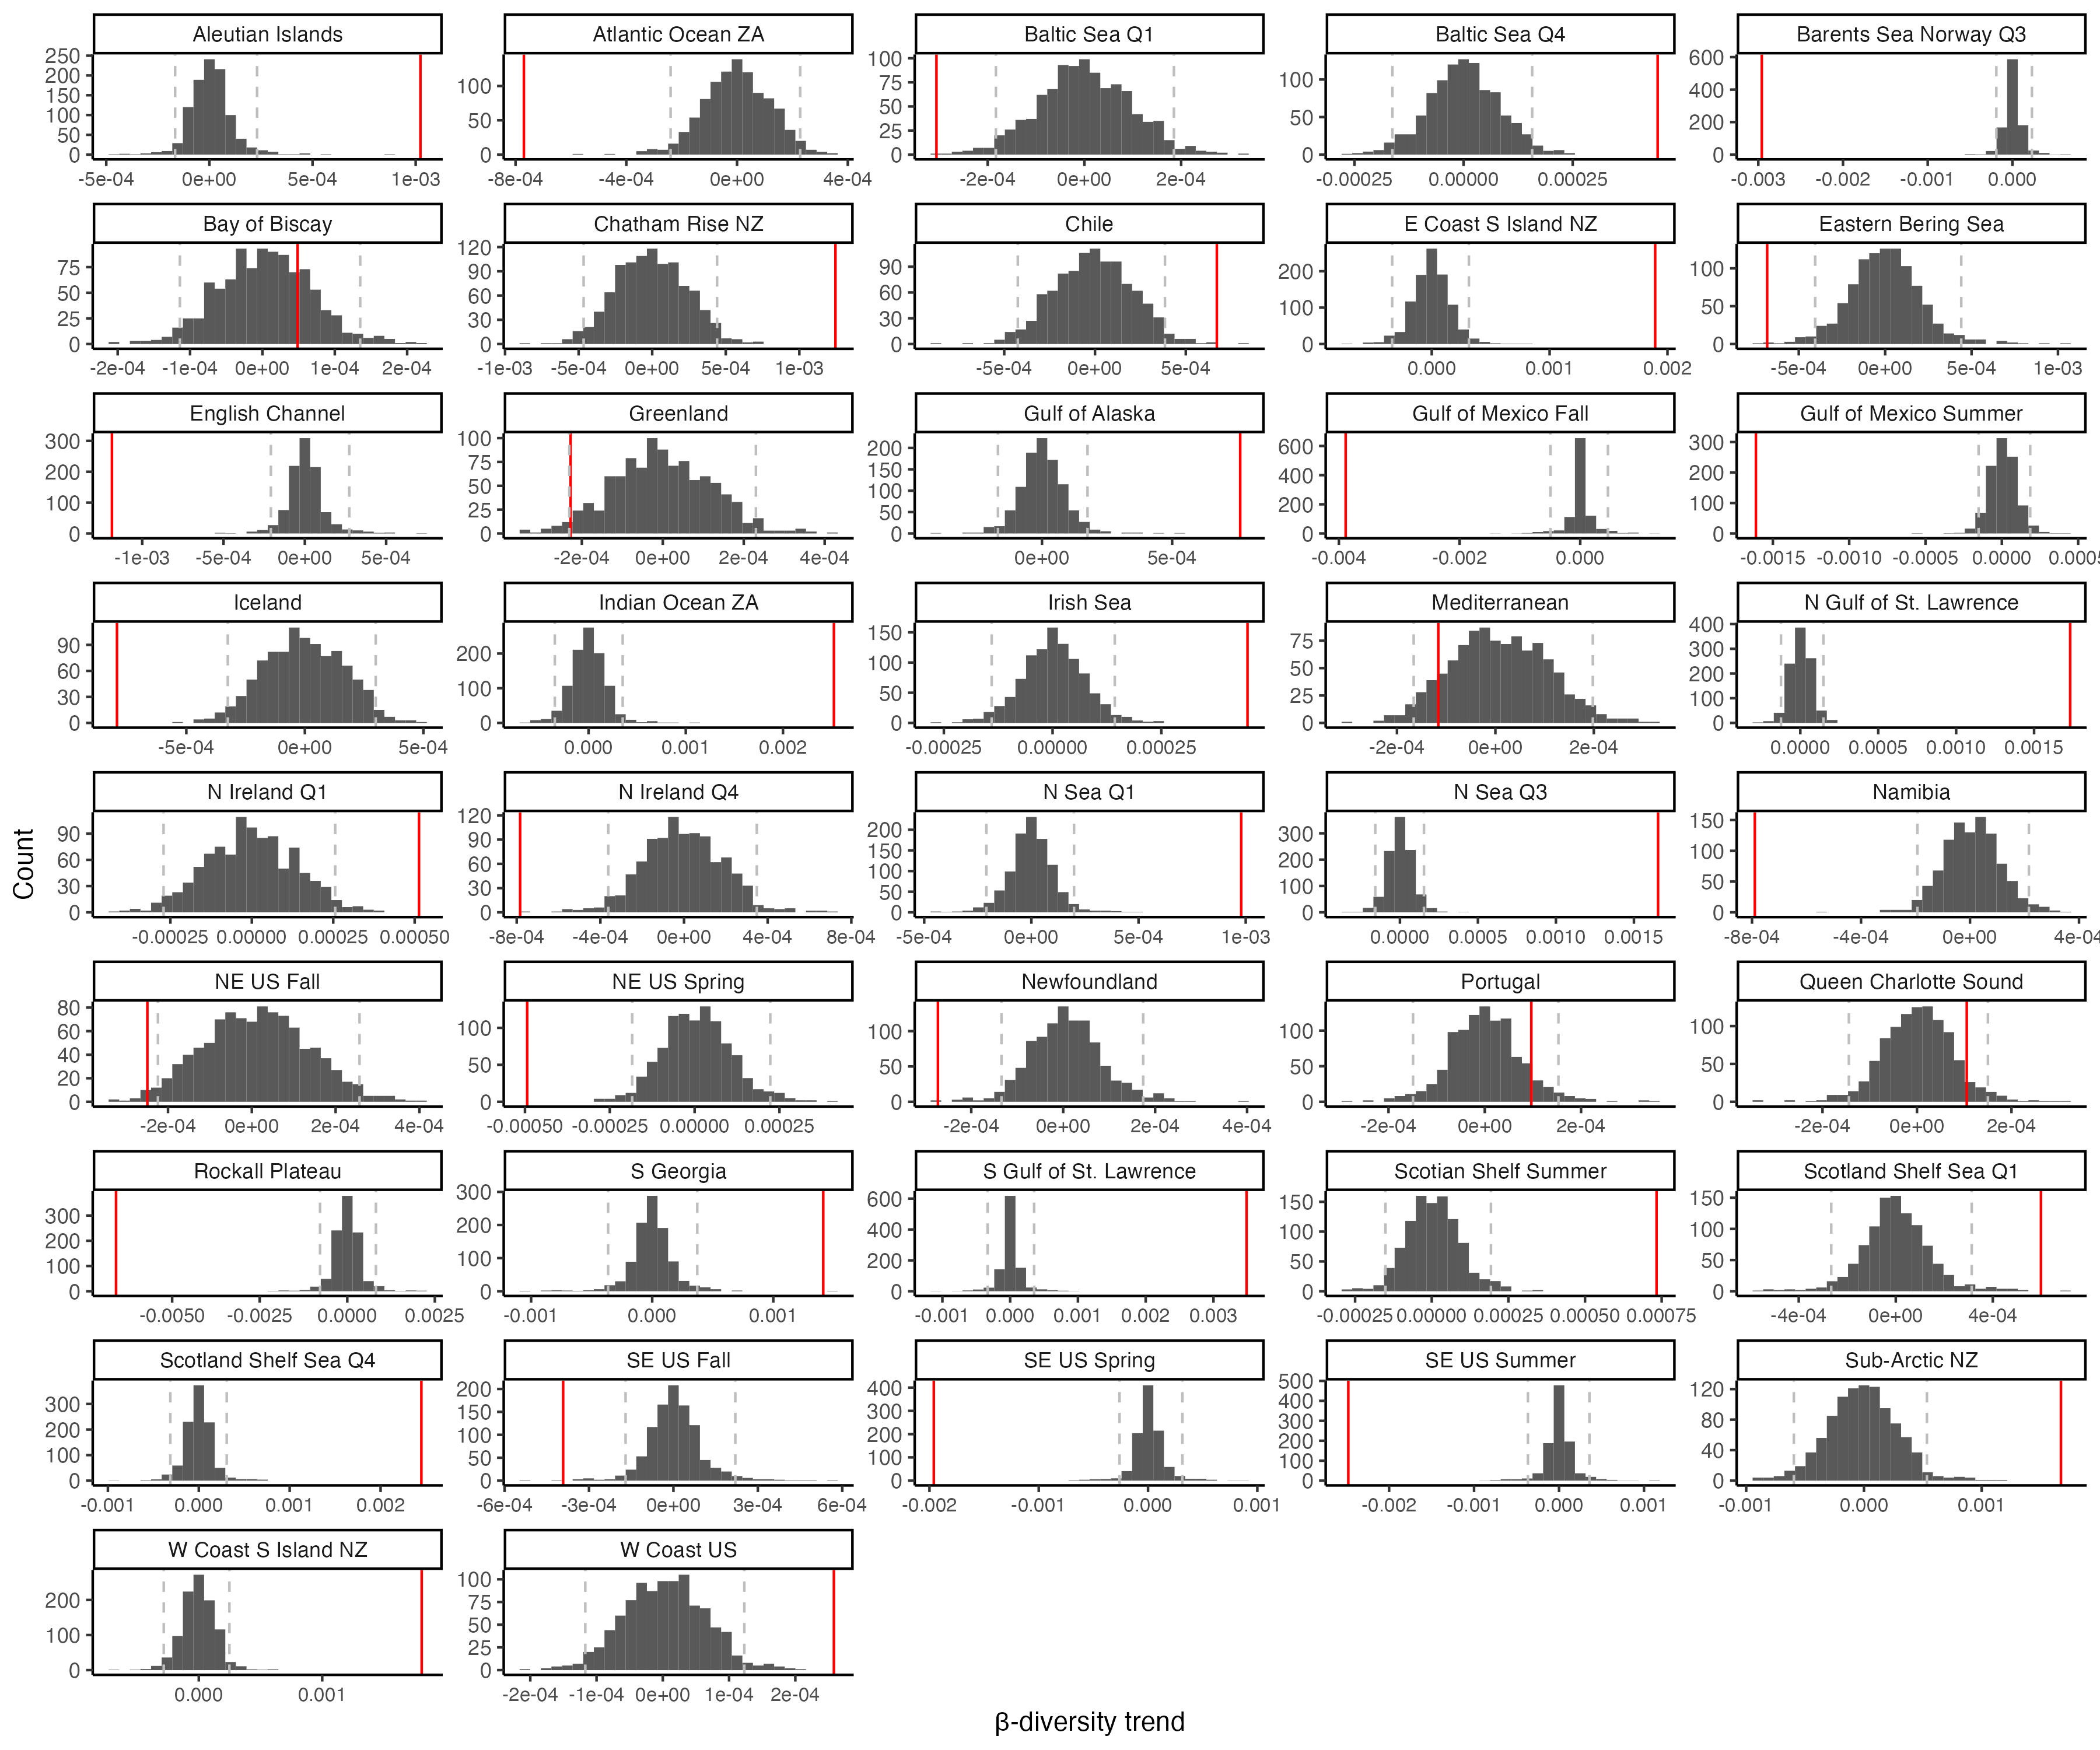 Aleutian Islands
250
200
150
100
50
0
-5e-04 0e+00 5e-04 1e-03
Atlantic Ocean ZA
100
50
0
-8e-04 -4e-04 0e+00 4e-04
Baltic Sea Q1
100
75
50
25
0
-2e-04 0e+00 2e-04
Baltic Sea Q4
100
50
0
-0.00025 0.00000 0.00025
Barents Sea Norway Q3
600
400
200
0
-0.003 -0.002 -0.001 0.000
Bay of Biscay
75
50
25
0
-2e-04 -1e-04 0e+00 1e-04 2e-04
Chatham Rise NZ
120
90
60
30
0
-1e-03 -5e-04 0e+00 5e-04 1e-03
Chile
90
60
30
0
-5e-04 0e+00 5e-04
E Coast S Island NZ
200
100
0
0.000 0.001 0.002
Eastern Bering Sea
100
50
0
-5e-04 0e+00 5e-04 1e-03
English Channel
300
200
100
0
-1e-03 -5e-04 0e+00 5e-04
Greenland
100
75
50
25
0
-2e-04 0e+00 2e-04 4e-04
Gulf of Alaska
200
150
100
50
0
0e+00 5e-04
Gulf of Mexico Fall
600
400
200
0
-0.004 -0.002 0.000
Gulf of Mexico Summer
300
200
100
0
-0.0015 -0.0010 -0.0005 0.0000 0.0005
Iceland
90
60
30
0
-5e-04 0e+00 5e-04
Indian Ocean ZA
200
100
0
0.000 0.001 0.002
Irish Sea
150
100
50
0
-0.00025 0.00000 0.00025
Mediterranean
75
50
25
0
-2e-04 0e+00 2e-04
N Gulf of St. Lawrence
400
300
200
100
0
0.0000 0.0005 0.0010 0.0015
N Ireland Q1
90
60
30
0
-0.00025 0.00000 0.00025 0.00050
N Ireland Q4
120
90
60
30
0
-8e-04 -4e-04 0e+00 4e-04 8e-04
N Sea Q1
200
150
100
50
0
-5e-04 0e+00 5e-04 1e-03
N Sea Q3
300
200
100
0
0.0000 0.0005 0.0010 0.0015
Namibia
150
100
50
0
-8e-04 -4e-04 0e+00 4e-04
Count
NE US Fall
80
60
40
20
0
-2e-04 0e+00 2e-04 4e-04
NE US Spring
100
50
0
-0.00050 -0.00025 0.00000 0.00025
Newfoundland
100
50
0
-2e-04 0e+00 2e-04 4e-04
Portugal
100
50
0
-2e-04 0e+00 2e-04
Queen Charlotte Sound
100
50
0
-2e-04 0e+00 2e-04
Rockall Plateau
300
200
100
0
-0.0050 -0.0025 0.0000 0.0025
S Georgia
300
200
100
0
-0.001 0.000 0.001
S Gulf of St. Lawrence
600
400
200
0
-0.001 0.000 0.001 0.002 0.003
Scotian Shelf Summer
150
100
50
0
-0.00025 0.00000 0.00025 0.00050 0.00075
Scotland Shelf Sea Q1
150
100
50
0
-4e-04 0e+00 4e-04
Scotland Shelf Sea Q4
300
200
100
0
-0.001 0.000 0.001 0.002
SE US Fall
200
150
100
50
0
-6e-04 -3e-04 0e+00 3e-04 6e-04
SE US Spring
400
300
200
100
0
-0.002 -0.001 0.000 0.001
SE US Summer
500
400
300
200
100
0
-0.002 -0.001 0.000 0.001
Sub-Arctic NZ
120
80
40
0
-0.001 0.000 0.001
W Coast S Island NZ
200
100
0
0.000 0.001
W Coast US
100
75
50
25
0
-2e-04 -1e-04 0e+00 1e-04 2e-04
β-diversity trend